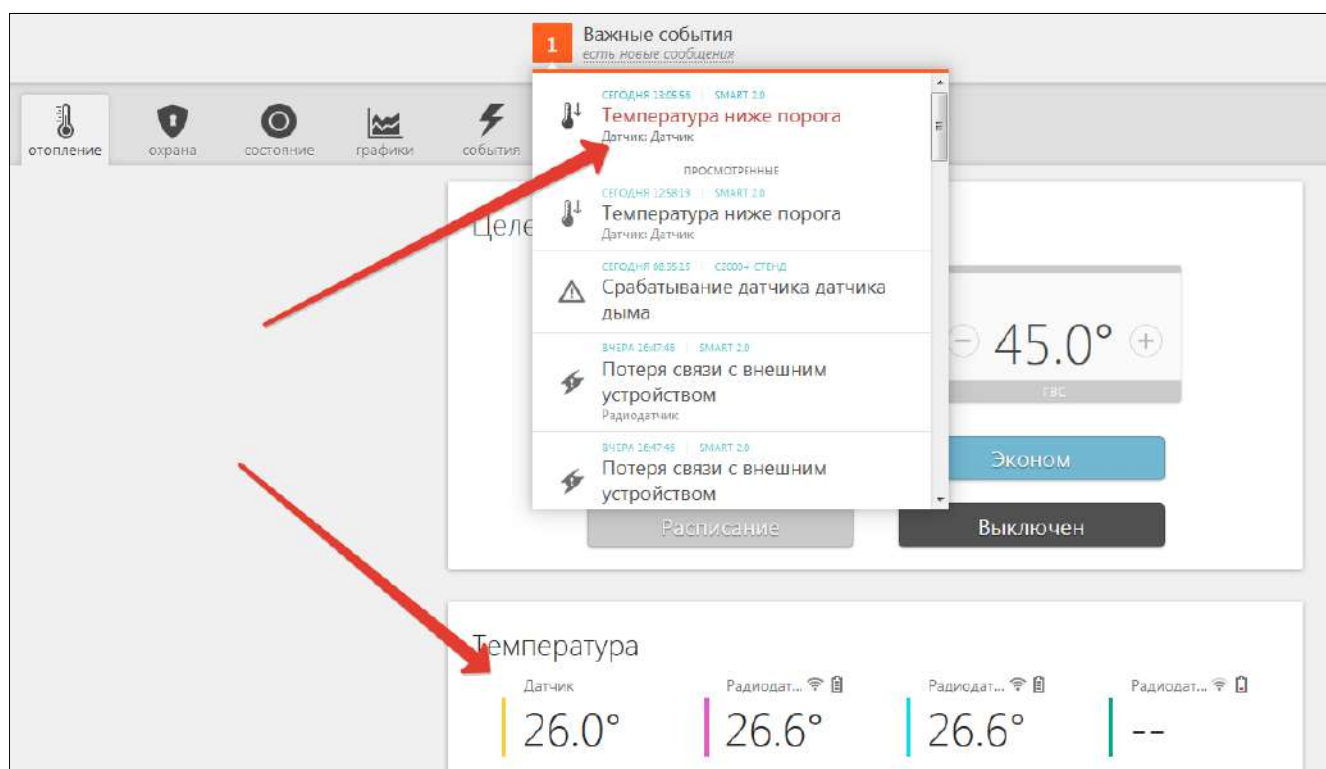 1
Важные события
есть новые сообщения
отопление
охрана
состояние
графики
события
СЕГОДНЯ 13:05:55 | SMART 2.0
Температура ниже порога
Датчик: Датчик
ПРОСМОТРЕННЫЕ
СЕГОДНЯ 12:58:13 | SMART 2.0
Температура ниже порога
Датчик: Датчик
СЕГОДНЯ 08:35:15 | С2000+ СТЕНД
Срабатывание датчика датчика
дыма
ВЧЕРА 16:47:46 | SMART 2.0
Потеря связи с внешним
устройством
Радиодатчик
ВЧЕРА 16:47:46 | SMART 2.0
Потеря связи с внешним
устройством
Целе
45.0°
ГВС
Эконом
Расписание
Выключен
Температура
Датчик
Радиодат...
Радиодат...
Радиодат...
26.0°
26.6°
26.6°
--